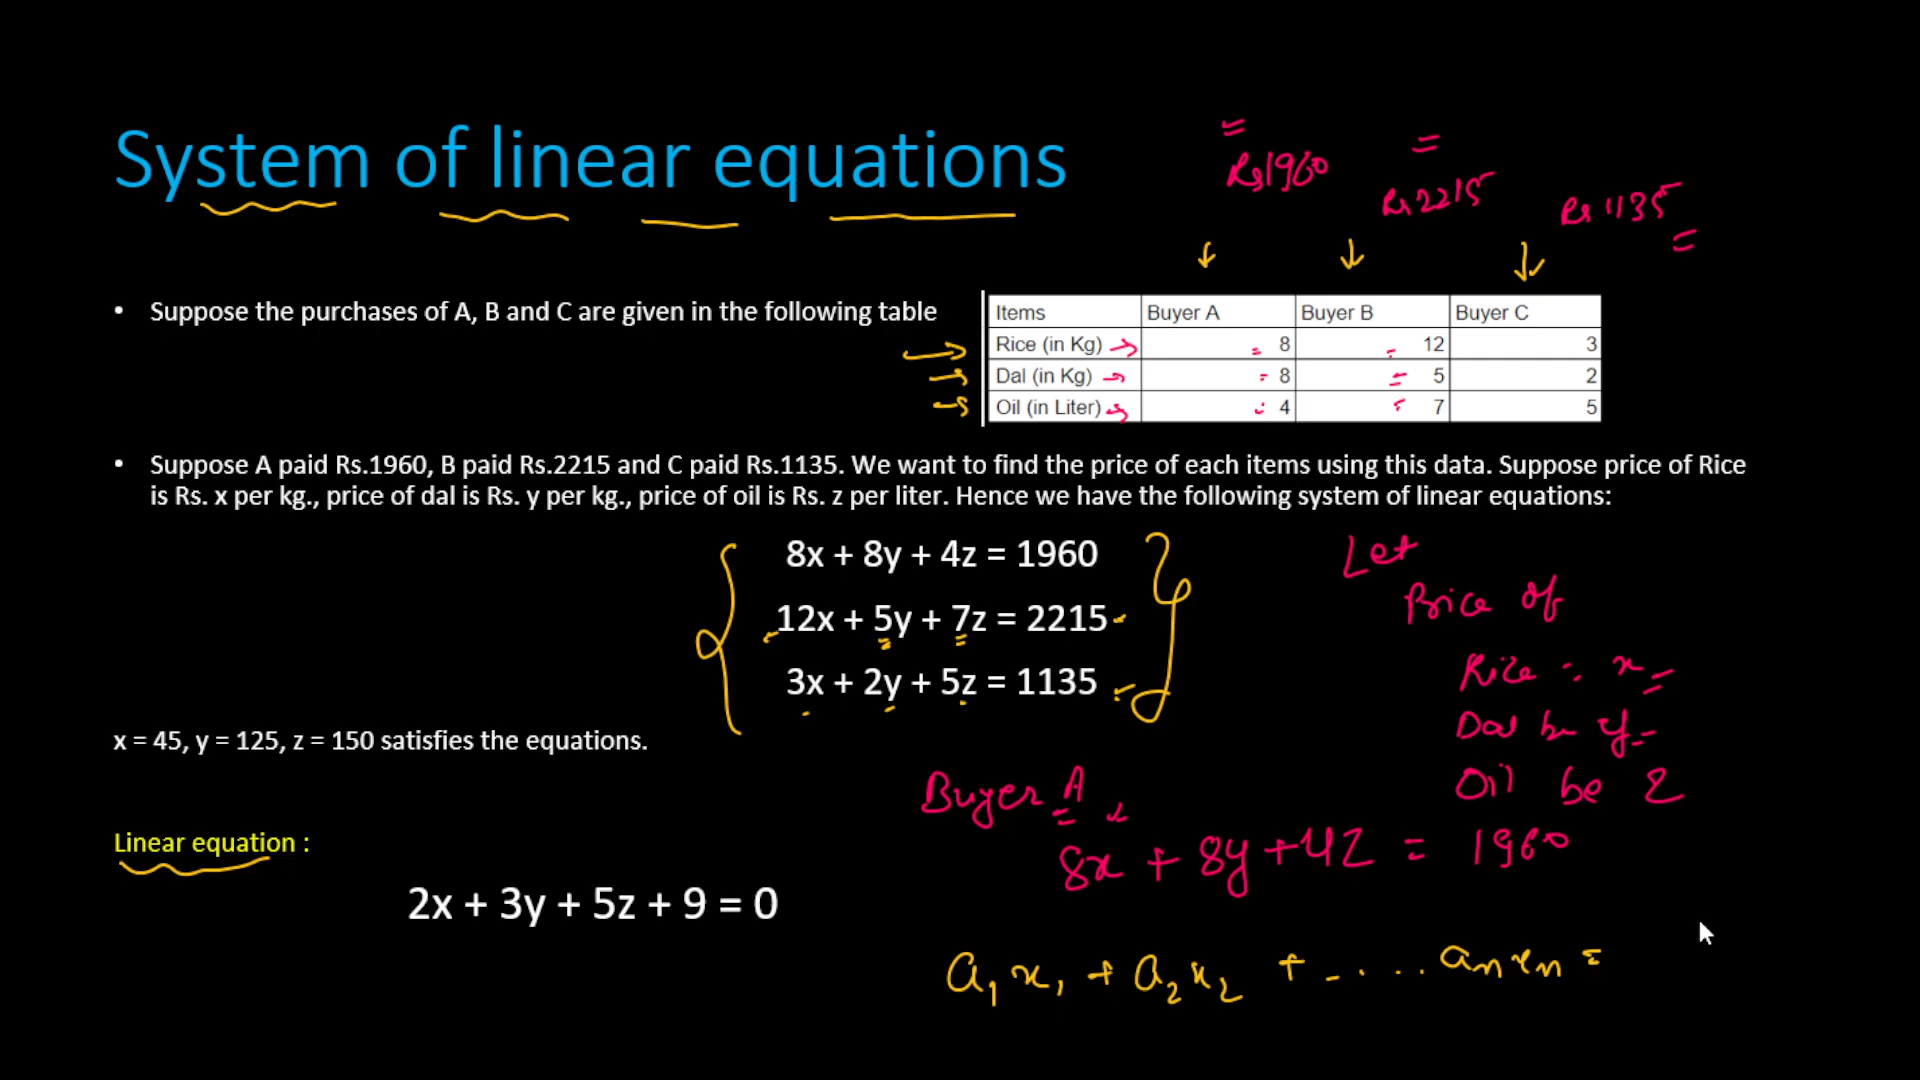 System of linear equations
Rs1960
Rs 2215
Rs 1135
• Suppose the purchases of A, B and C are given in the following table
Items Buyer A Buyer B Buyer C
Rice (in Kg) 8 12 3
Dal (in Kg) 8 5 2
Oil (in Liter) 4 7 5
• Suppose A paid Rs.1960, B paid Rs.2215 and C paid Rs.1135. We want to find the price of each items using this data. Suppose price of Rice
is Rs. x per kg., price of dal is Rs. y per kg., price of oil is Rs. z per liter. Hence we have the following system of linear equations:
8x + 8y + 4z = 1960
12x + 5y + 7z = 2215
3x + 2y + 5z = 1135
Let
Price of
Rice : x
Dal be y
Oil be z
x = 45, y = 125, z = 150 satisfies the equations.
Buyer A
8x + 8y + 4z = 1960
Linear equation :
2x + 3y + 5z + 9 = 0
a₁x₁ + a₂x₂ + - .... aₙxₙ =